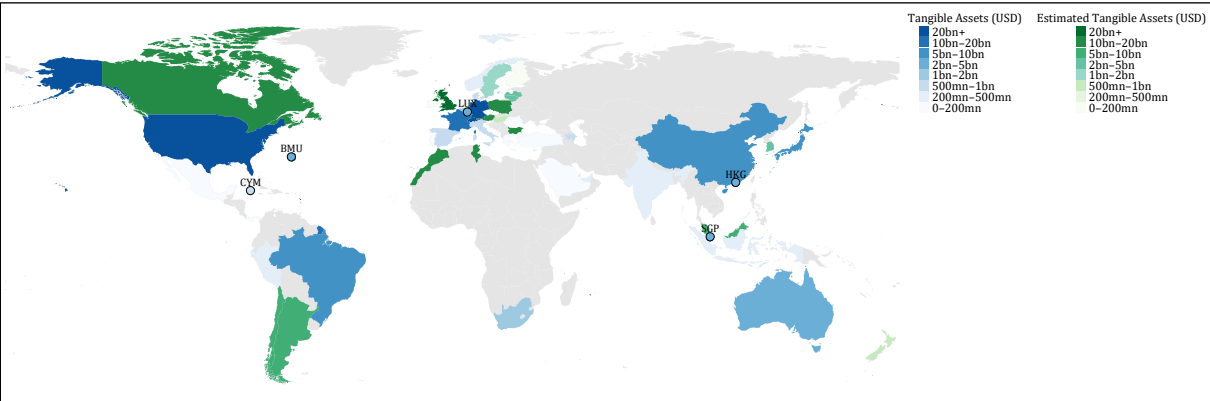 Tangible Assets (USD)
20bn+
10bn–20bn
5bn–10bn
2bn–5bn
1bn–2bn
500mn–1bn
200mn–500mn
0–200mn
Estimated Tangible Assets (USD)
20bn+
10bn–20bn
5bn–10bn
2bn–5bn
1bn–2bn
500mn–1bn
200mn–500mn
0–200mn
LUX
BMU
CYM
HKG
SGP